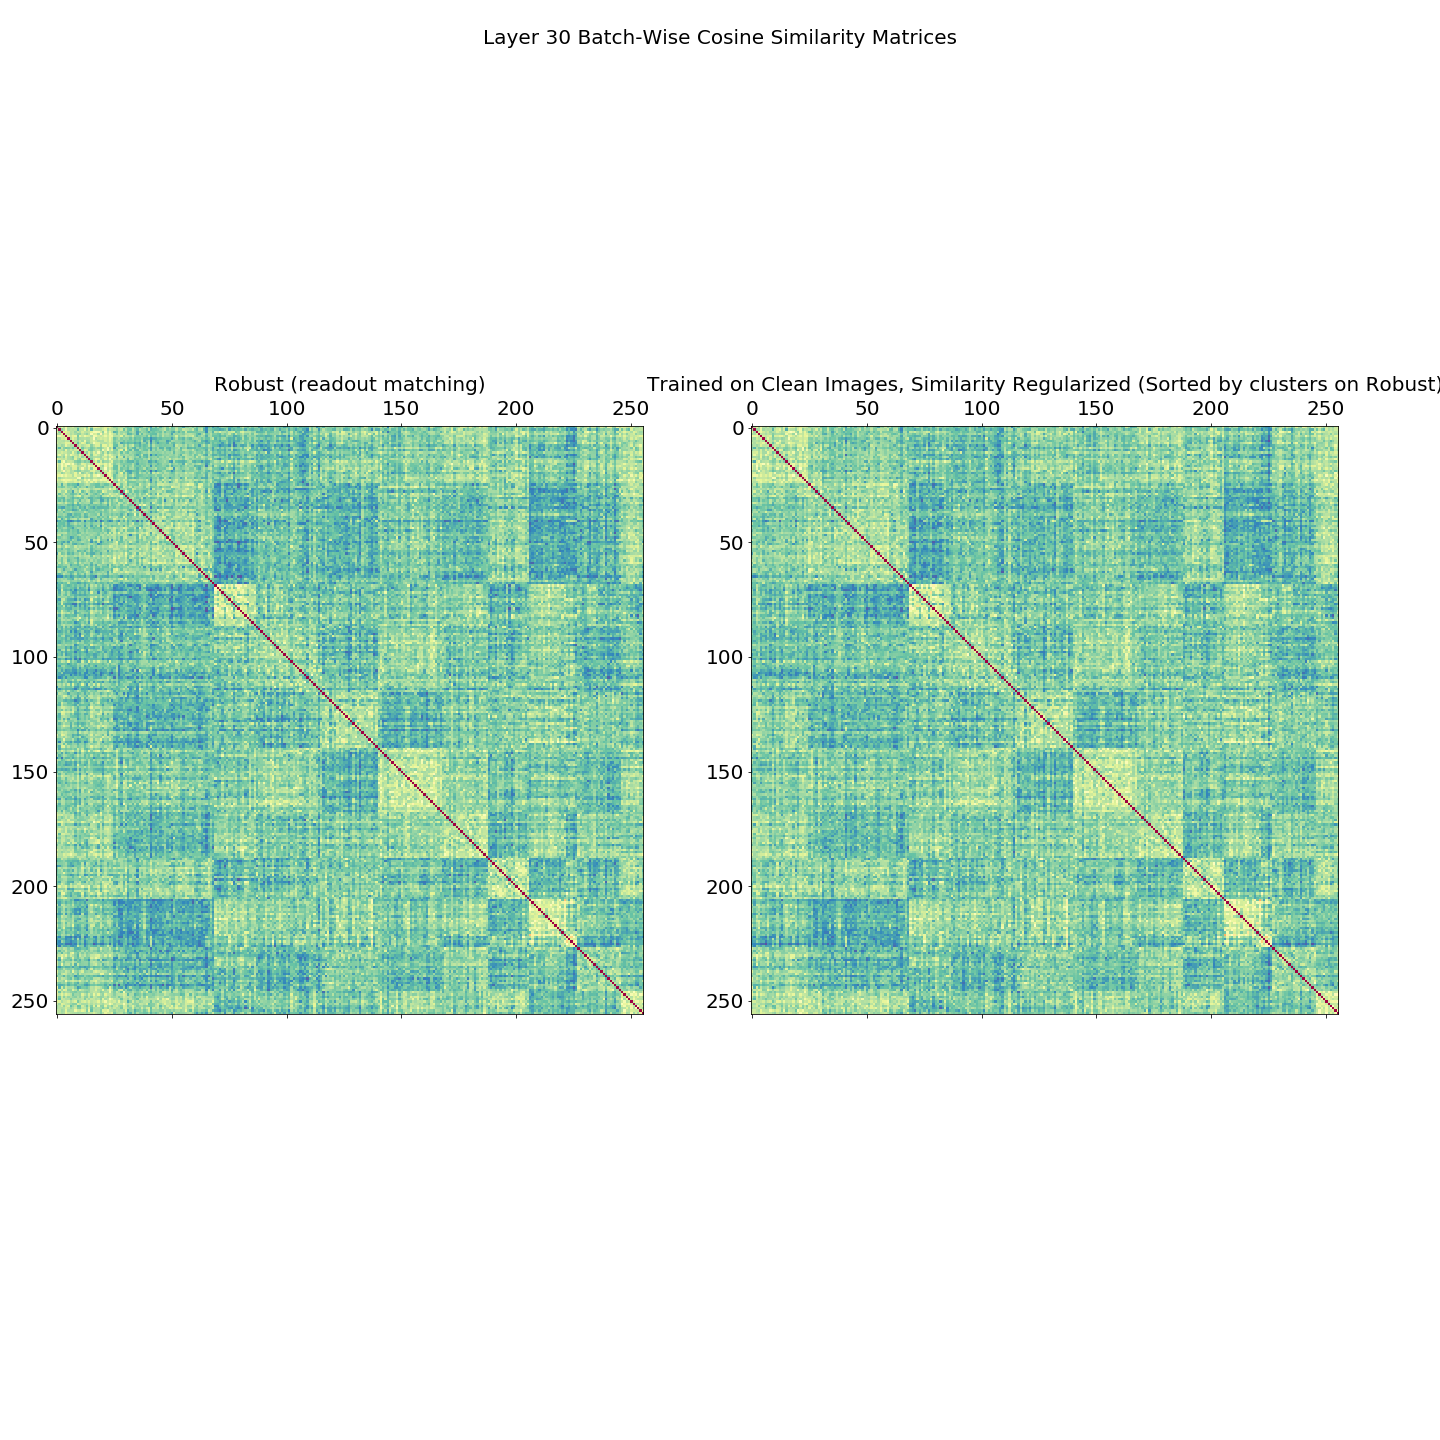 Layer 30 Batch-Wise Cosine Similarity Matrices
Robust (readout matching)
0 50 100 150 200 250
0
50
100
150
200
250
Trained on Clean Images, Similarity Regularized (Sorted by clusters on Robust)
0 50 100 150 200 250
0
50
100
150
200
250